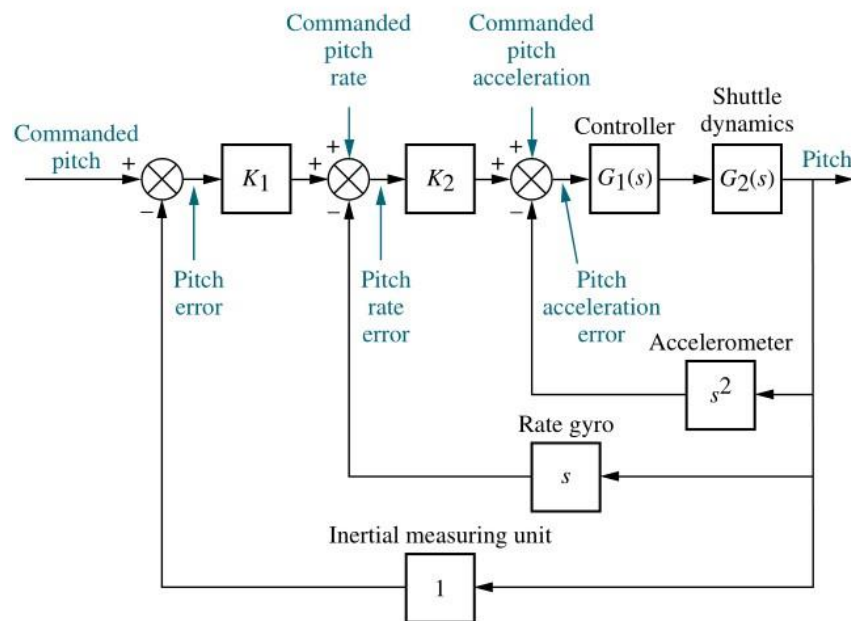 Commanded
pitch
rate
Commanded
pitch
acceleration
Shuttle
dynamics
Controller
Commanded
pitch
Pitch
+
+
+
+
+
+
K₁
K₂
G₁(s)
G₂(s)
−
−
−
Pitch
error
Pitch
rate
error
Pitch
acceleration
error
Accelerometer
s²
Rate gyro
s
Inertial measuring unit
1